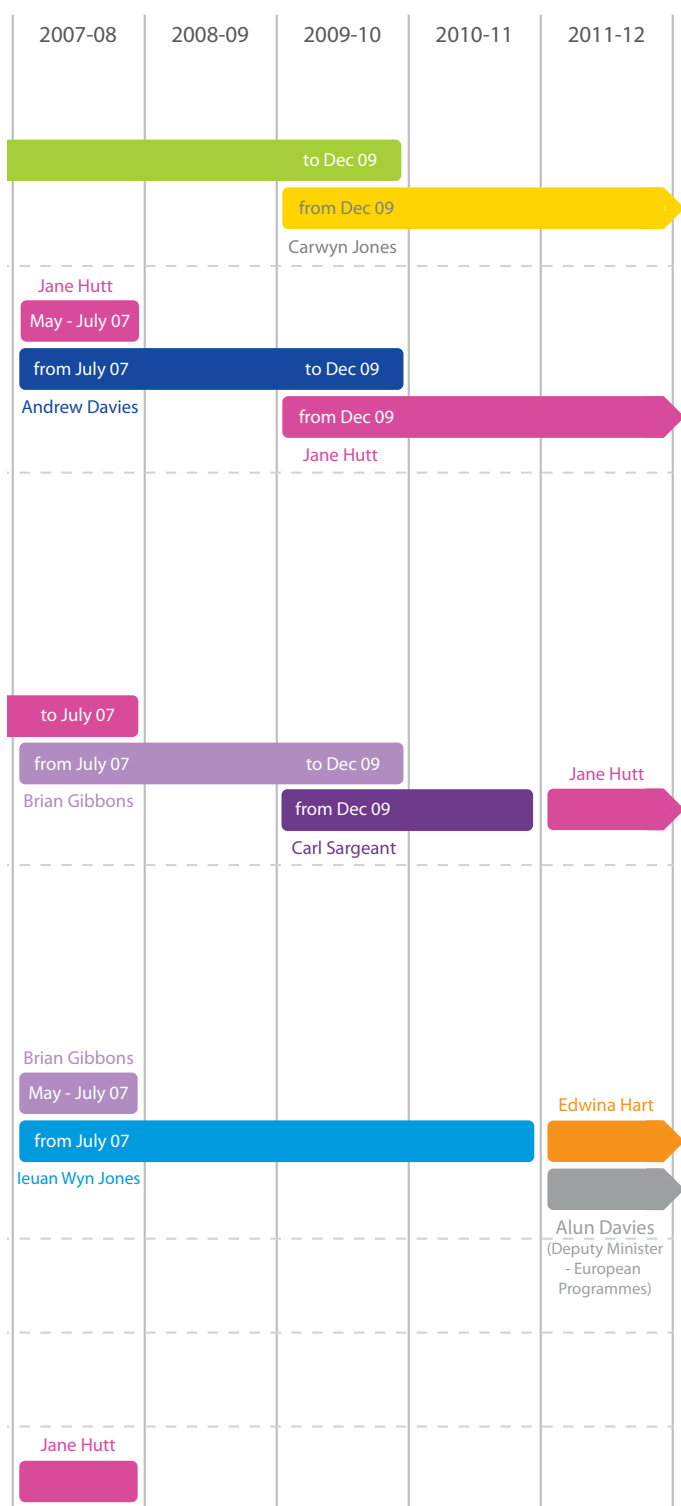 2007-08 2008-09 2009-10 2010-11 2011-12
to Dec 09
from Dec 09
Carwyn Jones
Jane Hutt
May - July 07
from July 07 to Dec 09
Andrew Davies
from Dec 09
Jane Hutt
to July 07
from July 07 to Dec 09
Brian Gibbons
Jane Hutt
from Dec 09
Carl Sargeant
Brian Gibbons
May - July 07
Edwina Hart
from July 07
Ieuan Wyn Jones
Alun Davies
(Deputy Minister
- European
Programmes)
Jane Hutt